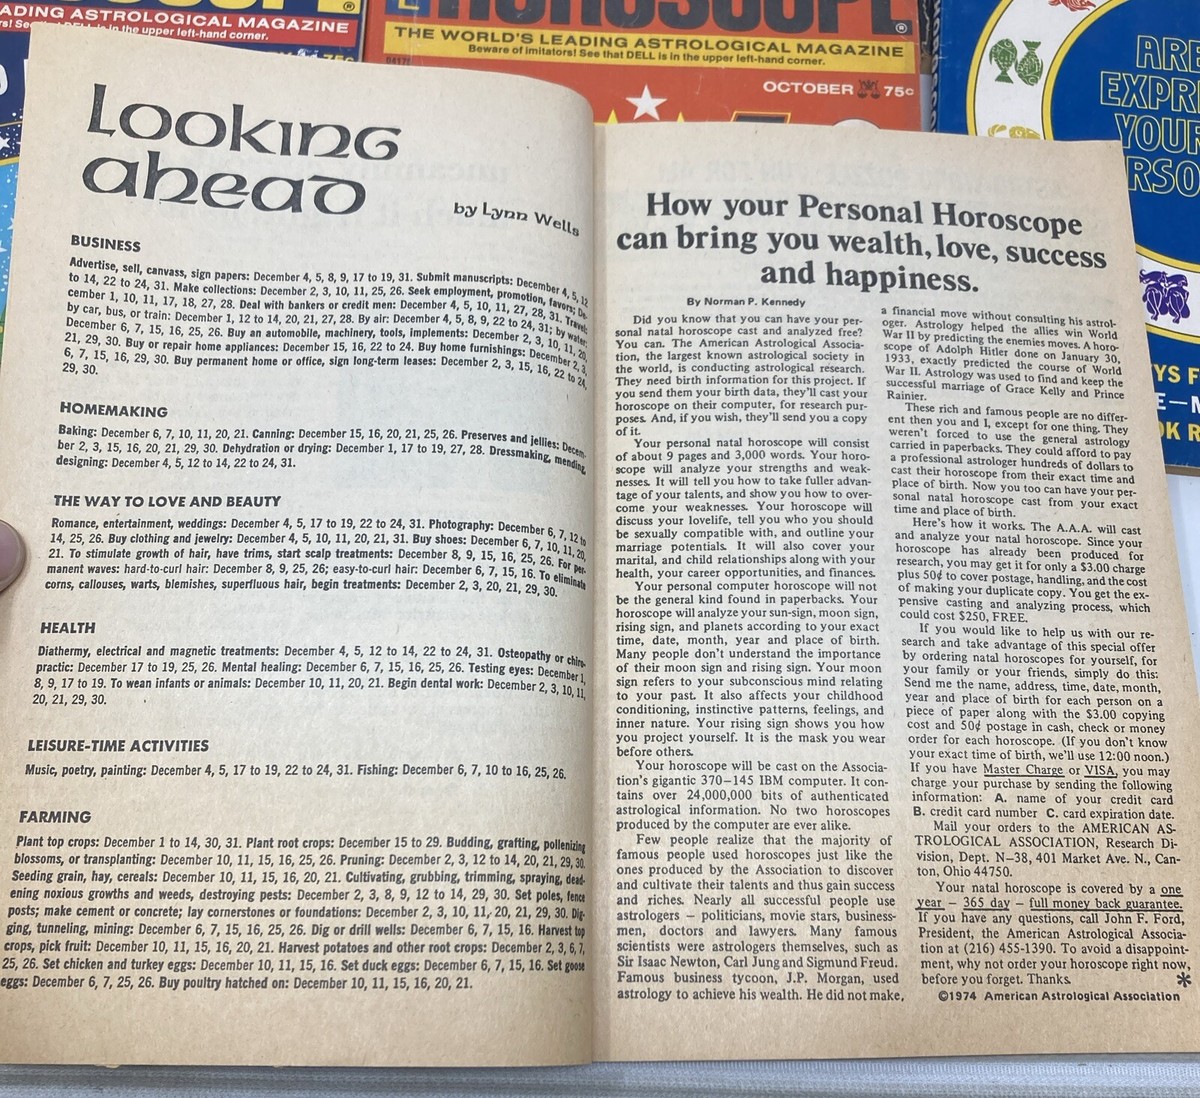 ADING ASTROLOGICAL MAGAZINE
in the upper left-hand corner.
THE WORLD'S LEADING ASTROLOGICAL MAGAZINE
Beware of imitators! See that DELL is in the upper left-hand corner.
OCTOBER 75¢
ARE
EXPR
YOUR
RSO
YS F
E—M
OK R
Looking
ahead
by Lynn Wells
BUSINESS
Advertise, sell, canvass, sign papers: December 4, 5, 8, 9, 17 to 19, 31. Submit manuscripts: December 4, 5, 12
to 14, 22 to 24, 31. Make collections: December 2, 3, 10, 11, 25, 26. Seek employment, promotion, favors: De-
cember 1, 10, 11, 17, 18, 27, 28. Deal with bankers or credit men: December 4, 5, 10, 11, 27, 28, 31. Travel:
by car, bus, or train: December 1, 12 to 14, 20, 21, 27, 28. By air: December 4, 5, 8, 9, 22 to 24, 31; by water:
December 6, 7, 15, 16, 25, 26. Buy an automobile, machinery, tools, implements: December 2, 3, 10, 11, 20,
21, 29, 30. Buy or repair home appliances: December 15, 16, 22 to 24. Buy home furnishings: December 2, 3,
6, 7, 15, 16, 29, 30. Buy permanent home or office, sign long-term leases: December 2, 3, 15, 16, 22 to 24,
29, 30.
HOMEMAKING
Baking: December 6, 7, 10, 11, 20, 21. Canning: December 15, 16, 20, 21, 25, 26. Preserves and jellies: Decem-
ber 2, 3, 15, 16, 20, 21, 29, 30. Dehydration or drying: December 1, 17 to 19, 27, 28. Dressmaking, mending,
designing: December 4, 5, 12 to 14, 22 to 24, 31.
THE WAY TO LOVE AND BEAUTY
Romance, entertainment, weddings: December 4, 5, 17 to 19, 22 to 24, 31. Photography: December 6, 7, 12 to
14, 25, 26. Buy clothing and jewelry: December 4, 5, 10, 11, 20, 21, 31. Buy shoes: December 6, 7, 10, 11, 20,
21. To stimulate growth of hair, have trims, start scalp treatments: December 8, 9, 15, 16, 25, 26. For per-
manent waves: hard-to-curl hair: December 8, 9, 25, 26; easy-to-curl hair: December 6, 7, 15, 16. To eliminate
corns, callouses, warts, blemishes, superfluous hair, begin treatments: December 2, 3, 20, 21, 29, 30.
HEALTH
Diathermy, electrical and magnetic treatments: December 4, 5, 12 to 14, 22 to 24, 31. Osteopathy or chiro-
practic: December 17 to 19, 25, 26. Mental healing: December 6, 7, 15, 16, 25, 26. Testing eyes: December 1,
8, 9, 17 to 19. To wean infants or animals: December 10, 11, 20, 21. Begin dental work: December 2, 3, 10, 11,
20, 21, 29, 30.
LEISURE-TIME ACTIVITIES
Music, poetry, painting: December 4, 5, 17 to 19, 22 to 24, 31. Fishing: December 6, 7, 10 to 16, 25, 26.
FARMING
Plant top crops: December 1 to 14, 30, 31. Plant root crops: December 15 to 29. Budding, grafting, pollenizing
blossoms, or transplanting: December 10, 11, 15, 16, 25, 26. Pruning: December 2, 3, 12 to 14, 20, 21, 29, 30.
Seeding grain, hay, cereals: December 10, 11, 15, 16, 20, 21. Cultivating, grubbing, trimming, spraying, dead-
ening noxious growths and weeds, destroying pests: December 2, 3, 8, 9, 12 to 14, 29, 30. Set poles, fence
posts; make cement or concrete; lay cornerstones or foundations: December 2, 3, 10, 11, 20, 21, 29, 30. Dig-
ging, tunneling, mining: December 6, 7, 15, 16, 25, 26. Dig or drill wells: December 6, 7, 15, 16. Harvest top
crops, pick fruit: December 10, 11, 15, 16, 20, 21. Harvest potatoes and other root crops: December 2, 3, 6, 7,
25, 26. Set chicken and turkey eggs: December 10, 11, 15, 16. Set duck eggs: December 6, 7, 15, 16. Set goose
eggs: December 6, 7, 25, 26. Buy poultry hatched on: December 10, 11, 15, 16, 20, 21.
How your Personal Horoscope
can bring you wealth, love, success
and happiness.
By Norman P. Kennedy
Did you know that you can have your per-
sonal natal horoscope cast and analyzed free?
You can. The American Astrological Associa-
tion, the largest known astrological society in
the world, is conducting astrological research.
They need birth information for this project. If
you send them your birth data, they'll cast your
horoscope on their computer, for research pur-
poses. And, if you wish, they'll send you a copy
of it.
Your personal natal horoscope will consist
of about 9 pages and 3,000 words. Your horo-
scope will analyze your strengths and weak-
nesses. It will tell you how to take fuller advan-
tage of your talents, and show you how to over-
come your weaknesses. Your horoscope will
discuss your lovelife, tell you who you should
be sexually compatible with, and outline your
marriage potentials. It will also cover your
marital, and child relationships along with your
health, your career opportunities, and finances.
Your personal computer horoscope will not
be the general kind found in paperbacks. Your
horoscope will analyze your sun-sign, moon sign,
rising sign, and planets according to your exact
time, date, month, year and place of birth.
Many people don't understand the importance
of their moon sign and rising sign. Your moon
sign refers to your subconscious mind relating
to your past. It also affects your childhood
conditioning, instinctive patterns, feelings, and
inner nature. Your rising sign shows you how
you project yourself. It is the mask you wear
before others.
Your horoscope will be cast on the Associa-
tion's gigantic 370-145 IBM computer. It con-
tains over 24,000,000 bits of authenticated
astrological information. No two horoscopes
produced by the computer are ever alike.
Few people realize that the majority of
famous people used horoscopes just like the
ones produced by the Association to discover
and cultivate their talents and thus gain success
and riches. Nearly all successful people use
astrologers – politicians, movie stars, business-
men, doctors and lawyers. Many famous
scientists were astrologers themselves, such as
Sir Isaac Newton, Carl Jung and Sigmund Freud.
Famous business tycoon, J.P. Morgan, used
astrology to achieve his wealth. He did not make,
a financial move without consulting his astrol-
oger. Astrology helped the allies win World
War II by predicting the enemies moves. A horo-
scope of Adolph Hitler done on January 30,
1933, exactly predicted the course of World
War II. Astrology was used to find and keep the
successful marriage of Grace Kelly and Prince
Rainier.
These rich and famous people are no differ-
ent then you and I, except for one thing. They
weren't forced to use the general astrology
carried in paperbacks. They could afford to pay
a professional astrologer hundreds of dollars to
cast their horoscope from their exact time and
place of birth. Now you too can have your per-
sonal natal horoscope cast from your exact
time and place of birth.
Here's how it works. The A.A.A. will cast
and analyze your natal horoscope. Since your
horoscope has already been produced for
research, you may get it for only a $3.00 charge
plus 50¢ to cover postage, handling, and the cost
of making your duplicate copy. You get the ex-
pensive casting and analyzing process, which
could cost $250, FREE.
If you would like to help us with our re-
search and take advantage of this special offer
by ordering natal horoscopes for yourself, for
your family or your friends, simply do this:
Send me the name, address, time, date, month,
year and place of birth for each person on a
piece of paper along with the $3.00 copying
cost and 50¢ postage in cash, check or money
order for each horoscope. (If you don't know
your exact time of birth, we'll use 12:00 noon.)
If you have Master Charge or VISA, you may
charge your purchase by sending the following
information: A. name of your credit card
B. credit card number C. card expiration date.
Mail your orders to the AMERICAN AS-
TROLOGICAL ASSOCIATION, Research Di-
vision, Dept. N-38, 401 Market Ave. N., Can-
ton, Ohio 44750.
Your natal horoscope is covered by a one
year – 365 day – full money back guarantee.
If you have any questions, call John F. Ford,
President, the American Astrological Associa-
tion at (216) 455-1390. To avoid a disappoint-
ment, why not order your horoscope right now,
before you forget. Thanks. *
©1974 American Astrological Association